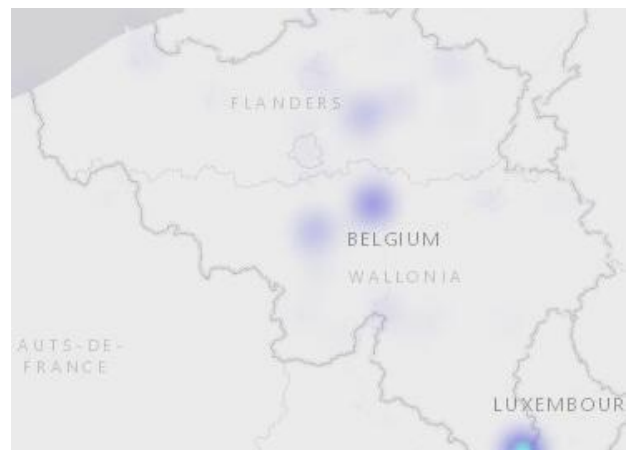 FLANDERS
BELGIUM
WALLONIA
AUTS-DE-
FRANCE
LUXEMBOUR